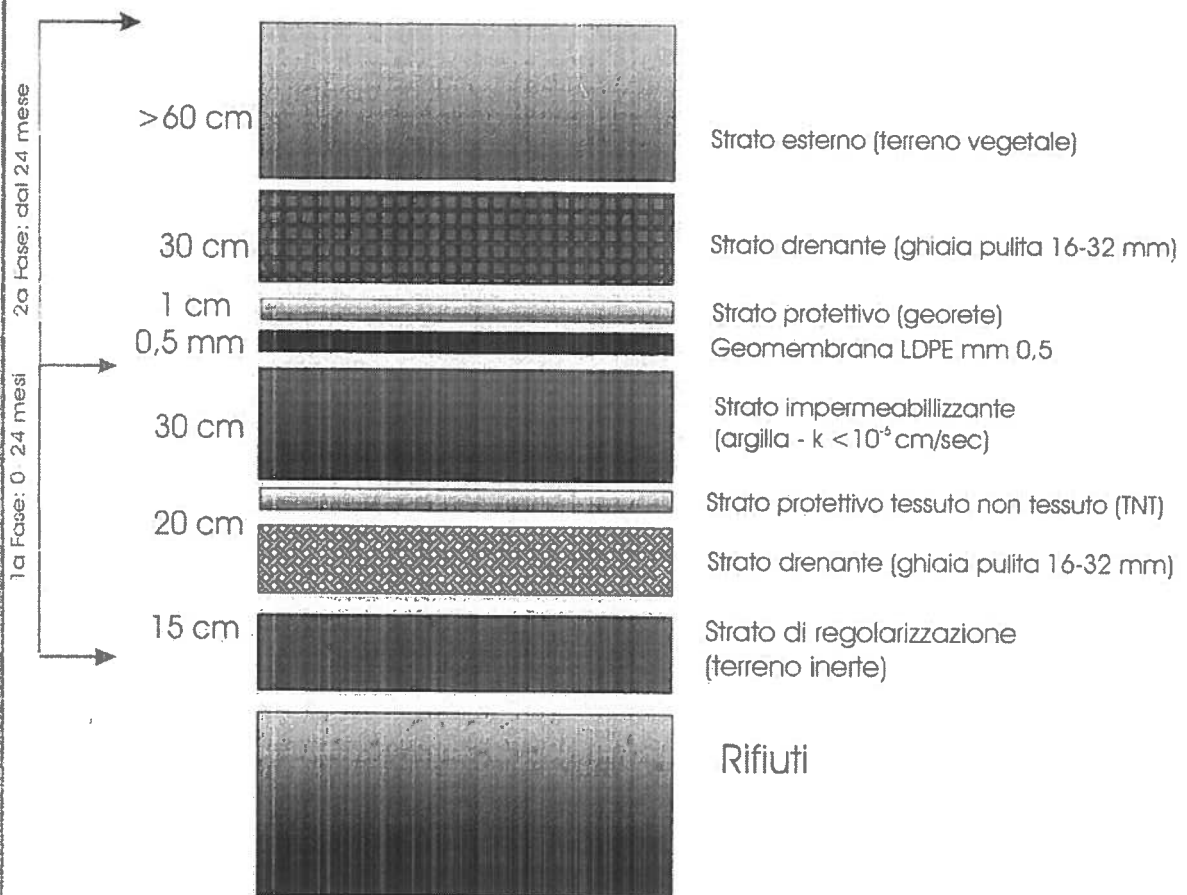 2a Fase: dal 24 mese
1a Fase: 0 - 24 mesi
>60 cm
Strato esterno (terreno vegetale)
30 cm
Strato drenante (ghiaia pulita 16-32 mm)
1 cm
Strato protettivo (georete)
0,5 mm
Geomembrana LDPE mm 0,5
30 cm
Strato impermeabillizzante
(argilla - k <10⁻⁶ cm/sec)
Strato protettivo tessuto non tessuto (TNT)
20 cm
Strato drenante (ghiaia pulita 16-32 mm)
15 cm
Strato di regolarizzazione
(terreno inerte)
Rifiuti